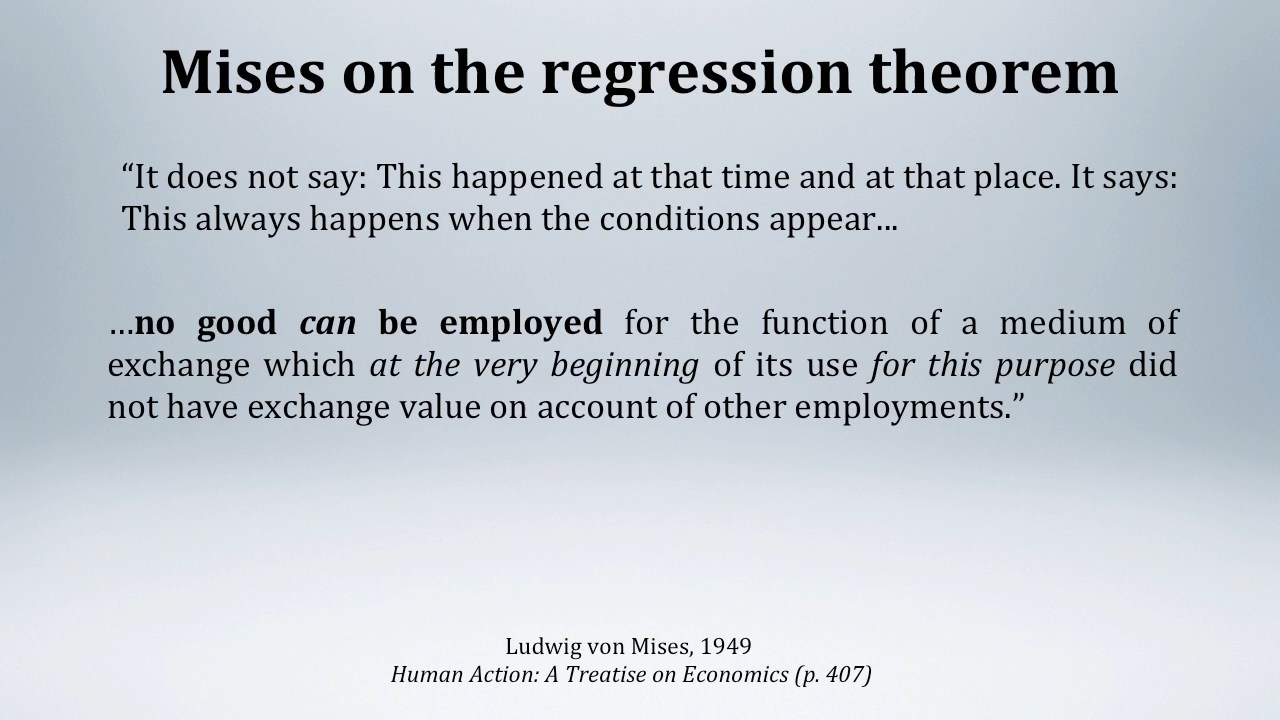 Mises on the regression theorem
“It does not say: This happened at that time and at that place. It says:
This always happens when the conditions appear...
...no good can be employed for the function of a medium of
exchange which at the very beginning of its use for this purpose did
not have exchange value on account of other employments.”
Ludwig von Mises, 1949
Human Action: A Treatise on Economics (p. 407)